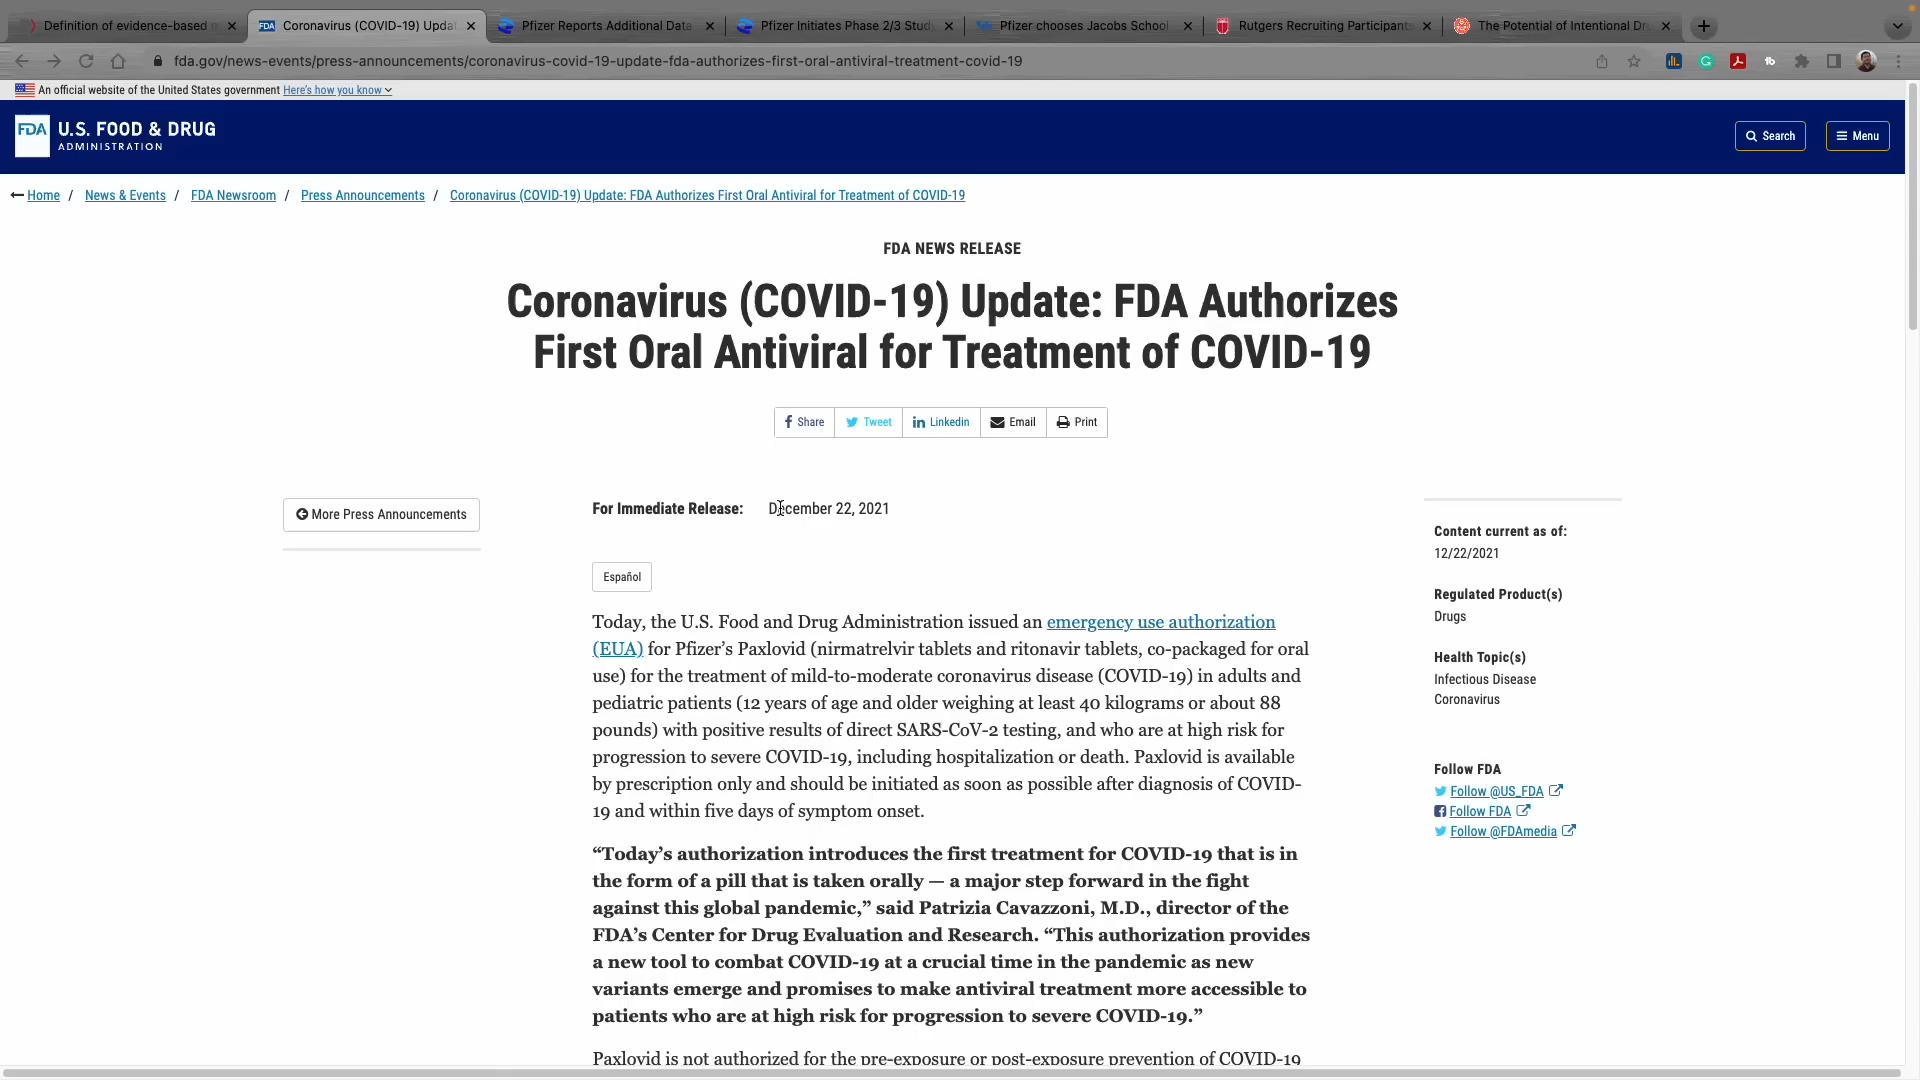 Definition of evidence-based
Coronavirus (COVID-19) Updat
Pfizer Reports Additional Data
Pfizer Initiates Phase 2/3 Study
Pfizer chooses Jacobs School
Rutgers Recruiting Participants
The Potential of Intentional Dr
fda.gov/news-events/press-announcements/coronavirus-covid-19-update-fda-authorizes-first-oral-antiviral-treatment-covid-19
An official website of the United States government Here's how you know
FDA U.S. FOOD & DRUG
ADMINISTRATION
Search
Menu
Home / News & Events / FDA Newsroom / Press Announcements / Coronavirus (COVID-19) Update: FDA Authorizes First Oral Antiviral for Treatment of COVID-19
FDA NEWS RELEASE
Coronavirus (COVID-19) Update: FDA Authorizes
First Oral Antiviral for Treatment of COVID-19
Share
Tweet
Linkedin
Email
Print
More Press Announcements
For Immediate Release: December 22, 2021
Español
Today, the U.S. Food and Drug Administration issued an emergency use authorization
(EUA) for Pfizer’s Paxlovid (nirmatrelvir tablets and ritonavir tablets, co-packaged for oral
use) for the treatment of mild-to-moderate coronavirus disease (COVID-19) in adults and
pediatric patients (12 years of age and older weighing at least 40 kilograms or about 88
pounds) with positive results of direct SARS-CoV-2 testing, and who are at high risk for
progression to severe COVID-19, including hospitalization or death. Paxlovid is available
by prescription only and should be initiated as soon as possible after diagnosis of COVID-
19 and within five days of symptom onset.
“Today’s authorization introduces the first treatment for COVID-19 that is in
the form of a pill that is taken orally — a major step forward in the fight
against this global pandemic,” said Patrizia Cavazzoni, M.D., director of the
FDA’s Center for Drug Evaluation and Research. “This authorization provides
a new tool to combat COVID-19 at a crucial time in the pandemic as new
variants emerge and promises to make antiviral treatment more accessible to
patients who are at high risk for progression to severe COVID-19.”
Paxlovid is not authorized for the pre-exposure or post-exposure prevention of COVID-19
Content current as of:
12/22/2021
Regulated Product(s)
Drugs
Health Topic(s)
Infectious Disease
Coronavirus
Follow FDA
Follow @US_FDA
Follow FDA
Follow @FDAmedia